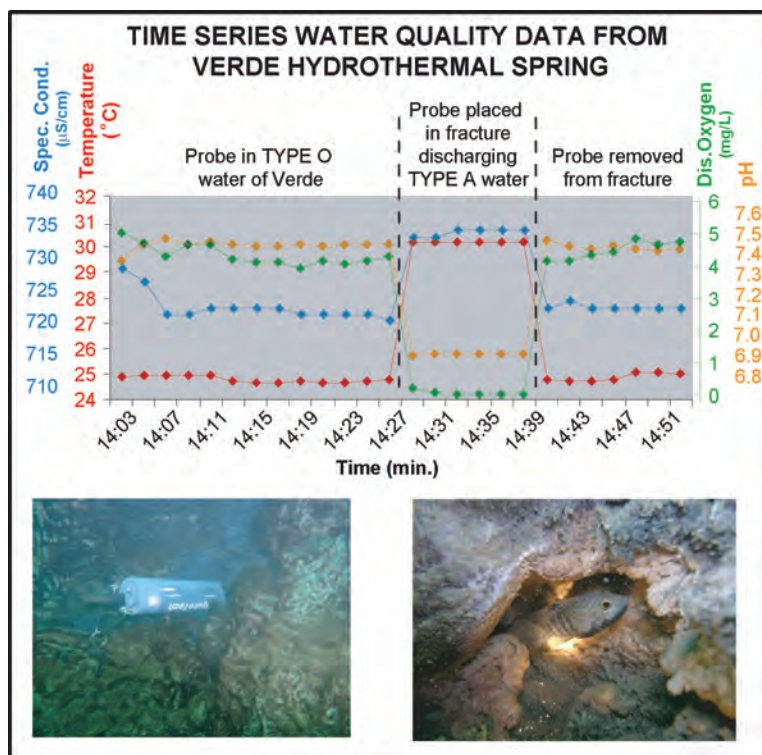 TIME SERIES WATER QUALITY DATA FROM
VERDE HYDROTHERMAL SPRING
Spec. Cond.
(µS/cm)
Temperature
(°C)
Probe in TYPE O
water of Verde
Probe placed
in fracture
discharging
TYPE A water
Probe removed
from fracture
Dis.Oxygen
(mg/L)
pH
740
735
730
725
720
715
710
32
31
30
29
28
27
26
25
24
6
5
4
3
2
1
0
7.6
7.5
7.4
7.3
7.2
7.1
7.0
6.9
6.8
14:03
14:07
14:11
14:15
14:19
14:23
14:27
14:31
14:35
14:39
14:43
14:47
14:51
Time (min.)